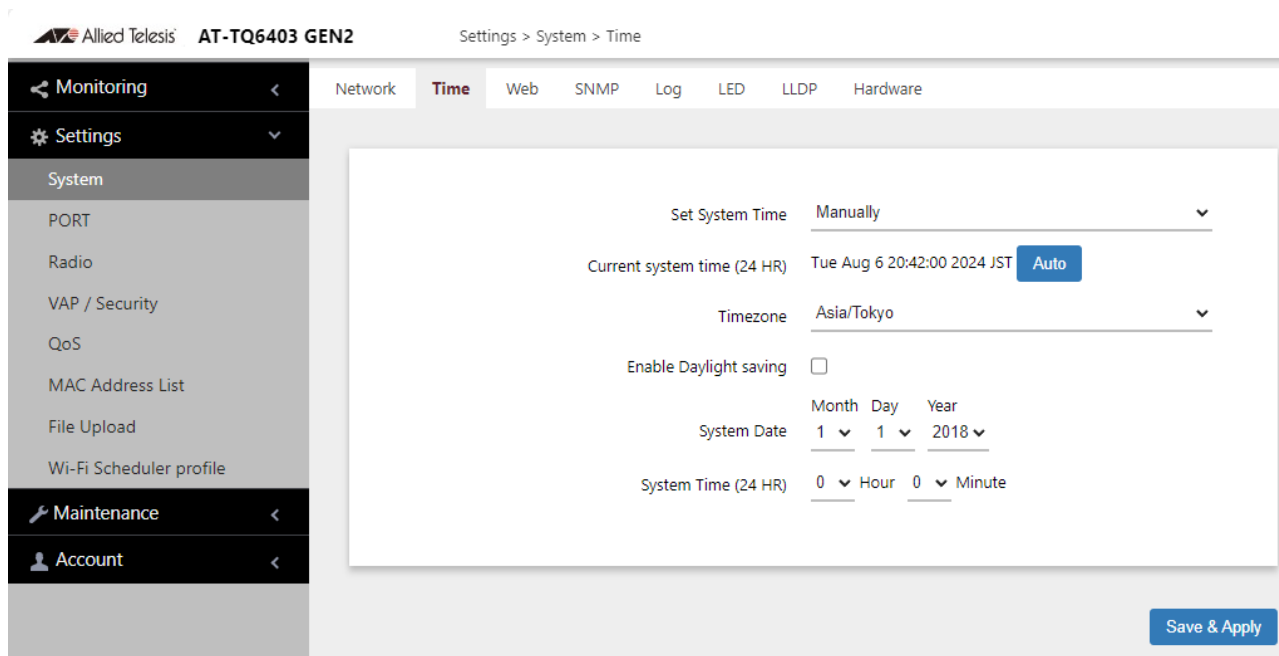 Allied Telesis AT-TQ6403 GEN2 Settings > System > Time
Monitoring
Settings
System
PORT
Radio
VAP / Security
QoS
MAC Address List
File Upload
Wi-Fi Scheduler profile
Maintenance
Account
Network Time Web SNMP Log LED LLDP Hardware
Set System Time Manually
Current system time (24 HR) Tue Aug 6 20:42:00 2024 JST Auto
Timezone Asia/Tokyo
Enable Daylight saving
Month Day Year
System Date 1 1 2018
System Time (24 HR) 0 Hour 0 Minute
Save & Apply